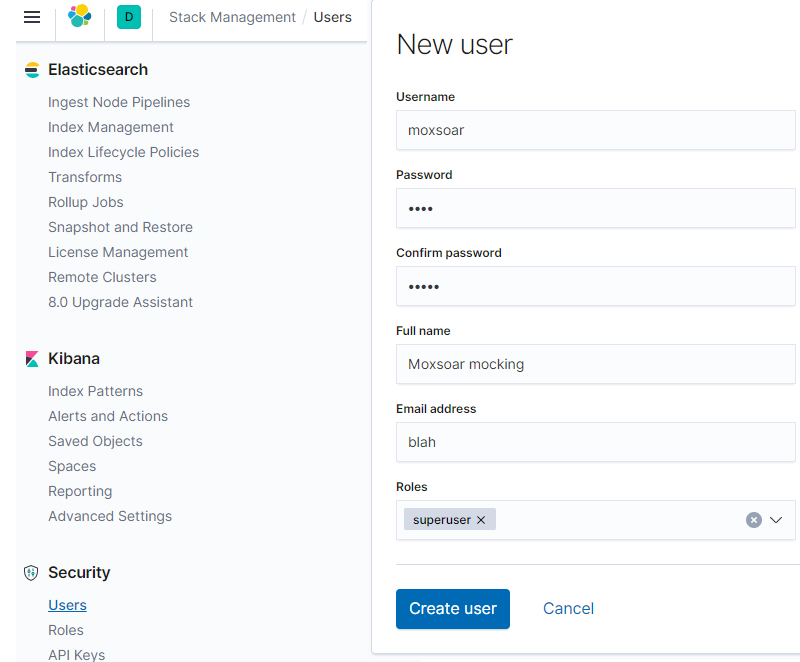 D
Stack Management / Users
Elasticsearch
Ingest Node Pipelines
Index Management
Index Lifecycle Policies
Transforms
Rollup Jobs
Snapshot and Restore
License Management
Remote Clusters
8.0 Upgrade Assistant
Kibana
Index Patterns
Alerts and Actions
Saved Objects
Spaces
Reporting
Advanced Settings
Security
Users
Roles
API Keys
New user
Username
moxsoar
Password
••••
Confirm password
•••••
Full name
Moxsoar mocking
Email address
blah
Roles
superuser ×
Create user Cancel